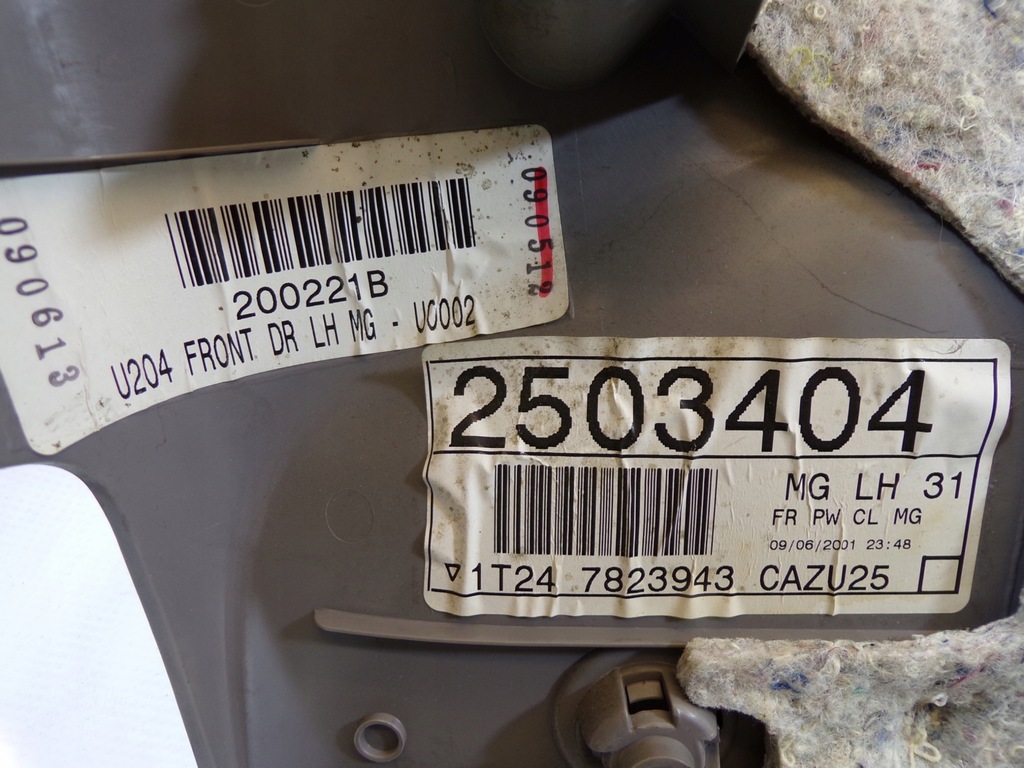 090613
200221B
U204 FRONT DR LH MG - U0002
090512
2503404
MG LH 31
FR PW CL MG
09/06/2001 23:48
1T24 7823943 CAZU25